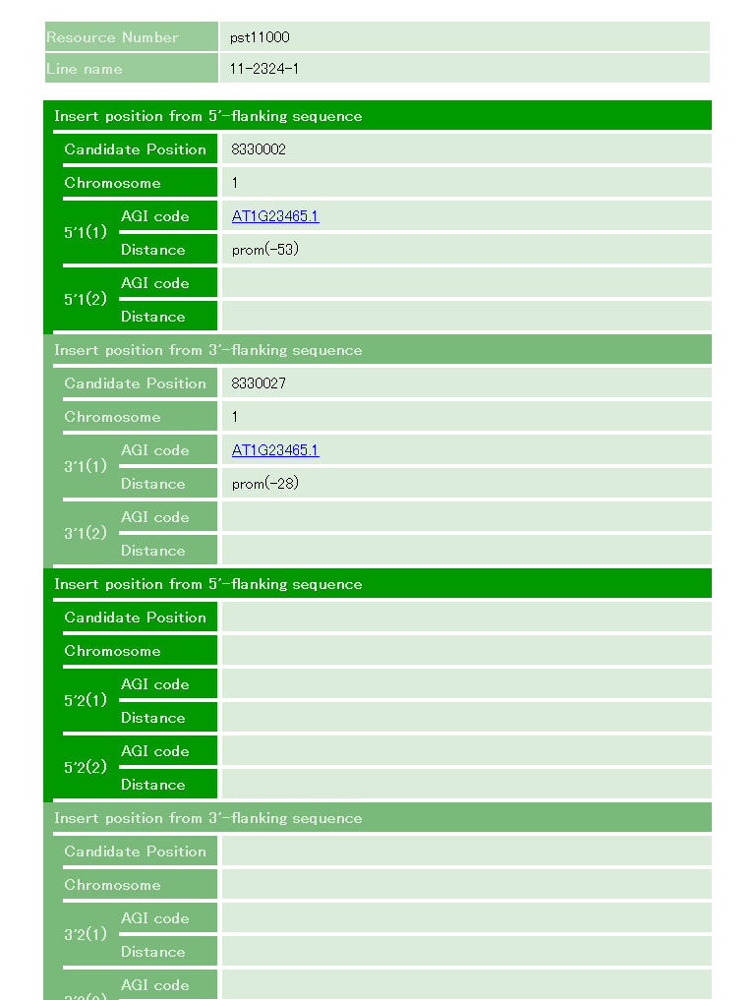 Resource Number pst11000
Line name 11-2324-1
Insert position from 5'-flanking sequence
Candidate Position 8330002
Chromosome 1
5'1(1) AGI code AT1G23465.1
Distance prom(-53)
5'1(2) AGI code
Distance
Insert position from 3'-flanking sequence
Candidate Position 8330027
Chromosome 1
3'1(1) AGI code AT1G23465.1
Distance prom(-28)
3'1(2) AGI code
Distance
Insert position from 5'-flanking sequence
Candidate Position
Chromosome
5'2(1) AGI code
Distance
5'2(2) AGI code
Distance
Insert position from 3'-flanking sequence
Candidate Position
Chromosome
3'2(1) AGI code
Distance
AGI code